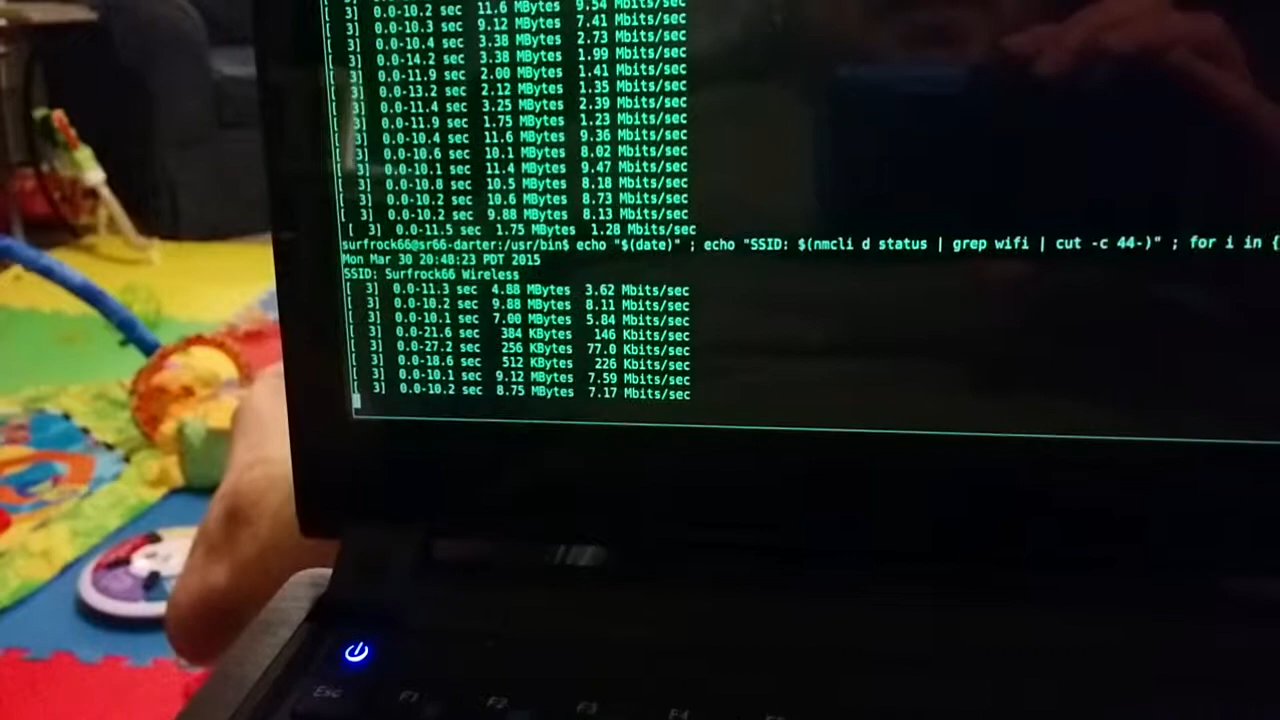 3] 0.0-10.2 sec 11.6 MBytes 9.54 Mbits/sec
[ 3] 0.0-10.3 sec 9.12 MBytes 7.41 Mbits/sec
[ 3] 0.0-10.4 sec 3.38 MBytes 2.73 Mbits/sec
[ 3] 0.0-14.2 sec 3.38 MBytes 1.99 Mbits/sec
[ 3] 0.0-11.9 sec 2.00 MBytes 1.41 Mbits/sec
[ 3] 0.0-13.2 sec 2.12 MBytes 1.35 Mbits/sec
[ 3] 0.0-11.4 sec 3.25 MBytes 2.39 Mbits/sec
[ 3] 0.0-11.9 sec 1.75 MBytes 1.23 Mbits/sec
[ 3] 0.0-10.4 sec 11.6 MBytes 9.36 Mbits/sec
[ 3] 0.0-10.6 sec 10.1 MBytes 8.02 Mbits/sec
[ 3] 0.0-10.1 sec 11.4 MBytes 9.47 Mbits/sec
[ 3] 0.0-10.8 sec 10.5 MBytes 8.18 Mbits/sec
[ 3] 0.0-10.2 sec 10.6 MBytes 8.73 Mbits/sec
[ 3] 0.0-10.2 sec 9.88 MBytes 8.13 Mbits/sec
[ 3] 0.0-11.5 sec 1.75 MBytes 1.28 Mbits/sec
surfrock66@sr66-darter:/usr/bin$ echo "$(date)" ; echo "SSID: $(nmcli d status | grep wifi | cut -c 44-)" ; for i in {
Mon Mar 30 20:48:23 PDT 2015
SSID: Surfrock66 Wireless
[ 3] 0.0-11.3 sec 4.88 MBytes 3.62 Mbits/sec
[ 3] 0.0-10.2 sec 9.88 MBytes 8.11 Mbits/sec
[ 3] 0.0-10.1 sec 7.00 MBytes 5.84 Mbits/sec
[ 3] 0.0-21.6 sec 384 KBytes 146 Kbits/sec
[ 3] 0.0-27.2 sec 256 KBytes 77.0 Kbits/sec
[ 3] 0.0-18.6 sec 512 KBytes 226 Kbits/sec
[ 3] 0.0-10.1 sec 9.12 MBytes 7.59 Mbits/sec
[ 3] 0.0-10.2 sec 8.75 MBytes 7.17 Mbits/sec
Esc F1 F2 F3 F4